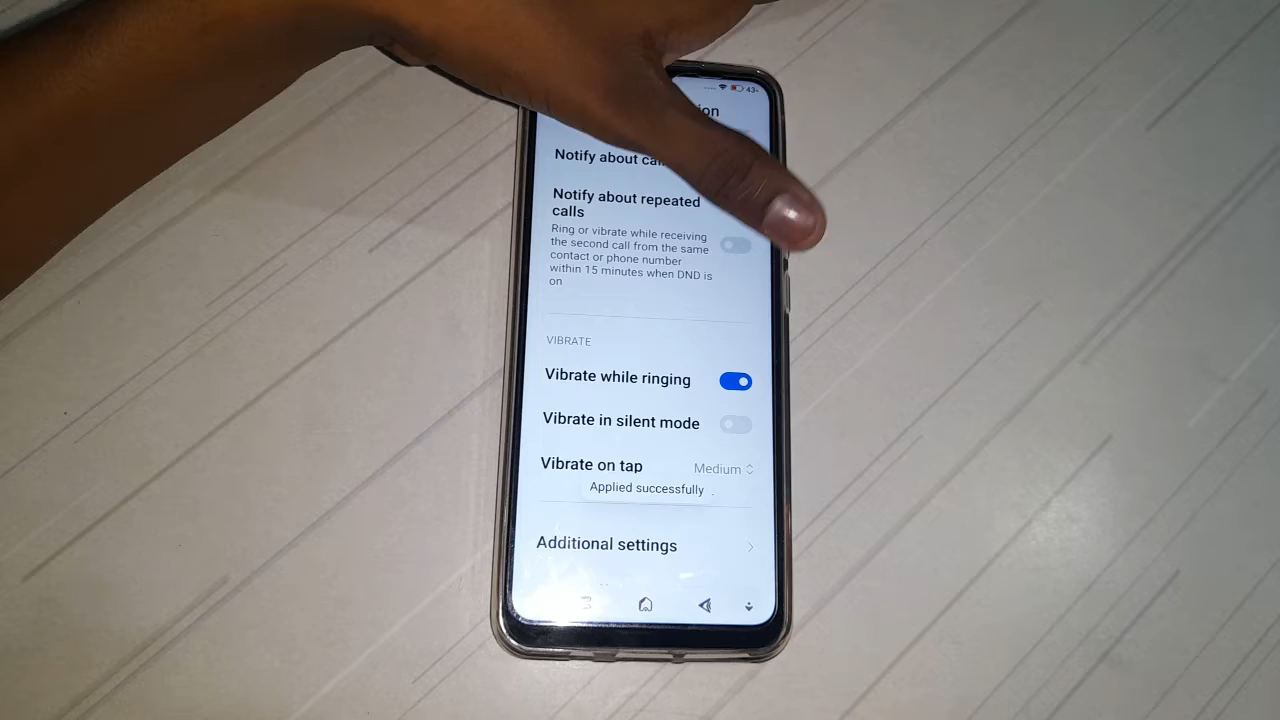 43
Notify about
Notify about repeated
calls
Ring or vibrate while receiving
the second call from the same
contact or phone number
within 15 minutes when DND is
on
VIBRATE
Vibrate while ringing
Vibrate in silent mode
Vibrate on tap Medium
Applied successfully
Additional settings